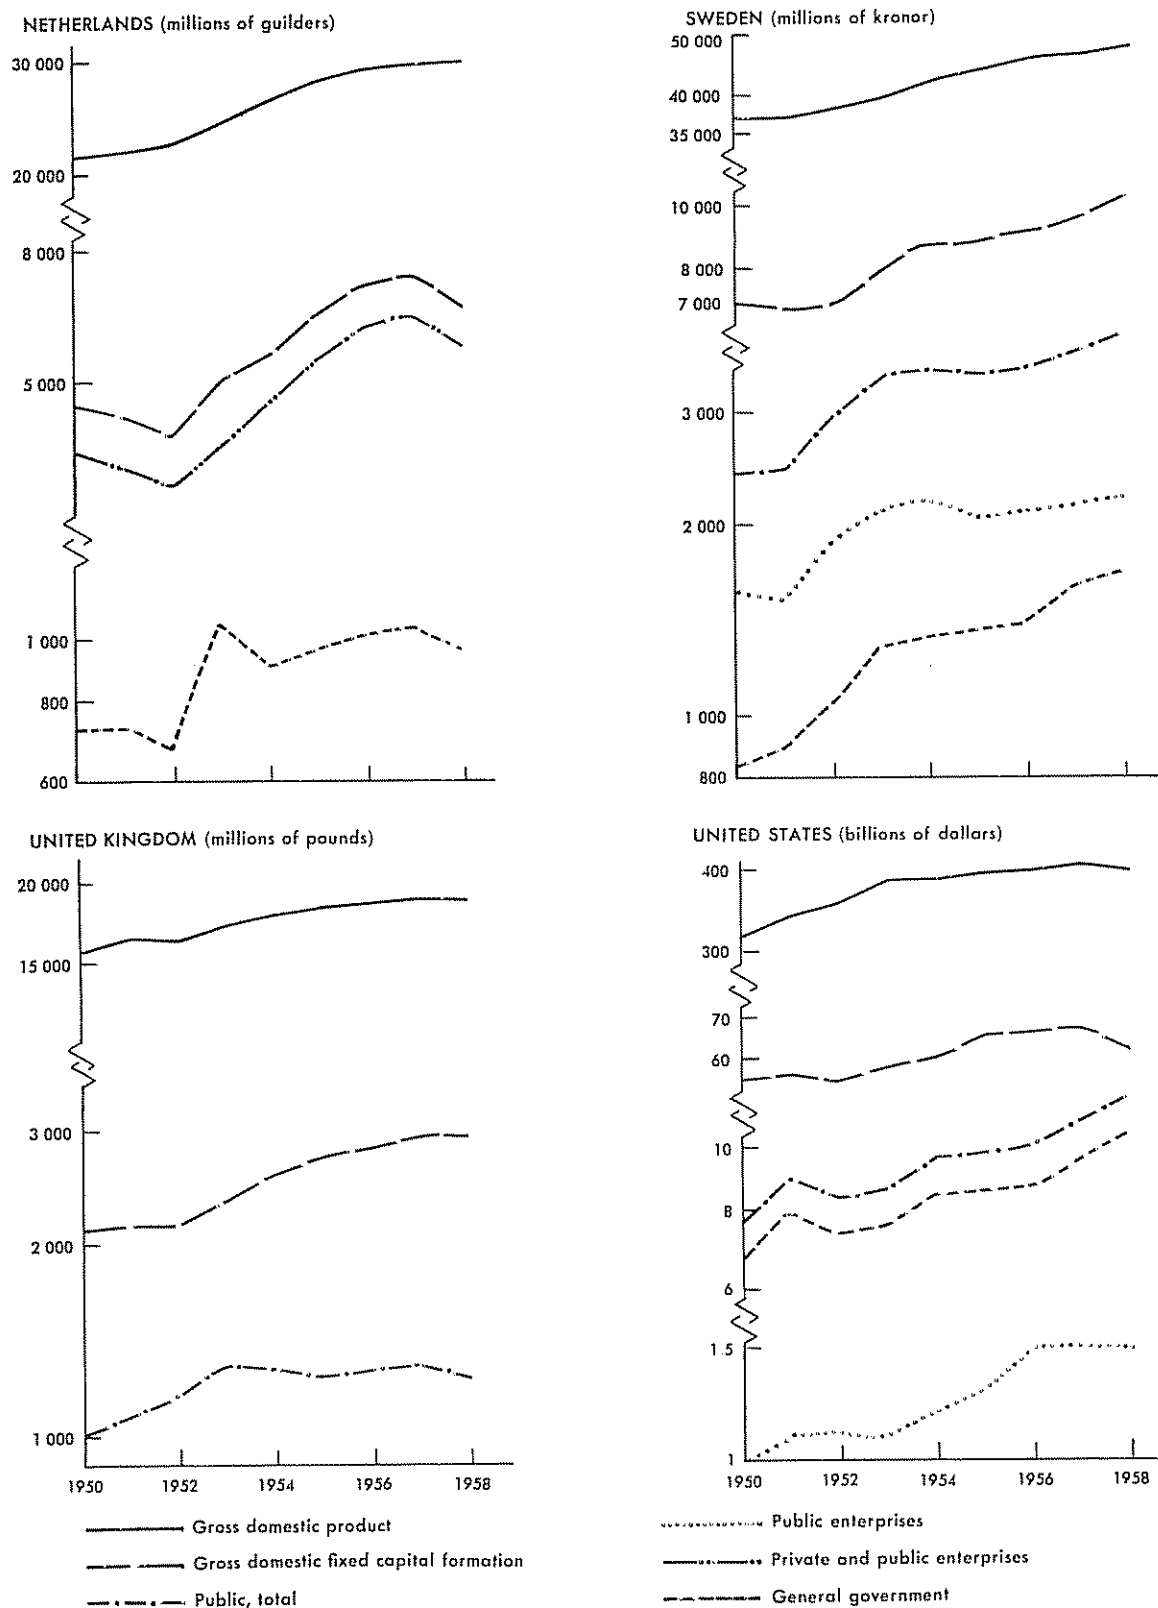 NETHERLANDS (millions of guilders)
30 000
20 000
8 000
5 000
1 000
800
600
SWEDEN (millions of kronor)
50 000
40 000
35 000
10 000
8 000
7 000
3 000
2 000
1 000
800
UNITED KINGDOM (millions of pounds)
20 000
15 000
3 000
2 000
1 000
1950 1952 1954 1956 1958
UNITED STATES (billions of dollars)
400
300
70
60
10
8
6
1.5
1
1950 1952 1954 1956 1958
Gross domestic product
Gross domestic fixed capital formation
Public, total
Public enterprises
Private and public enterprises
General government